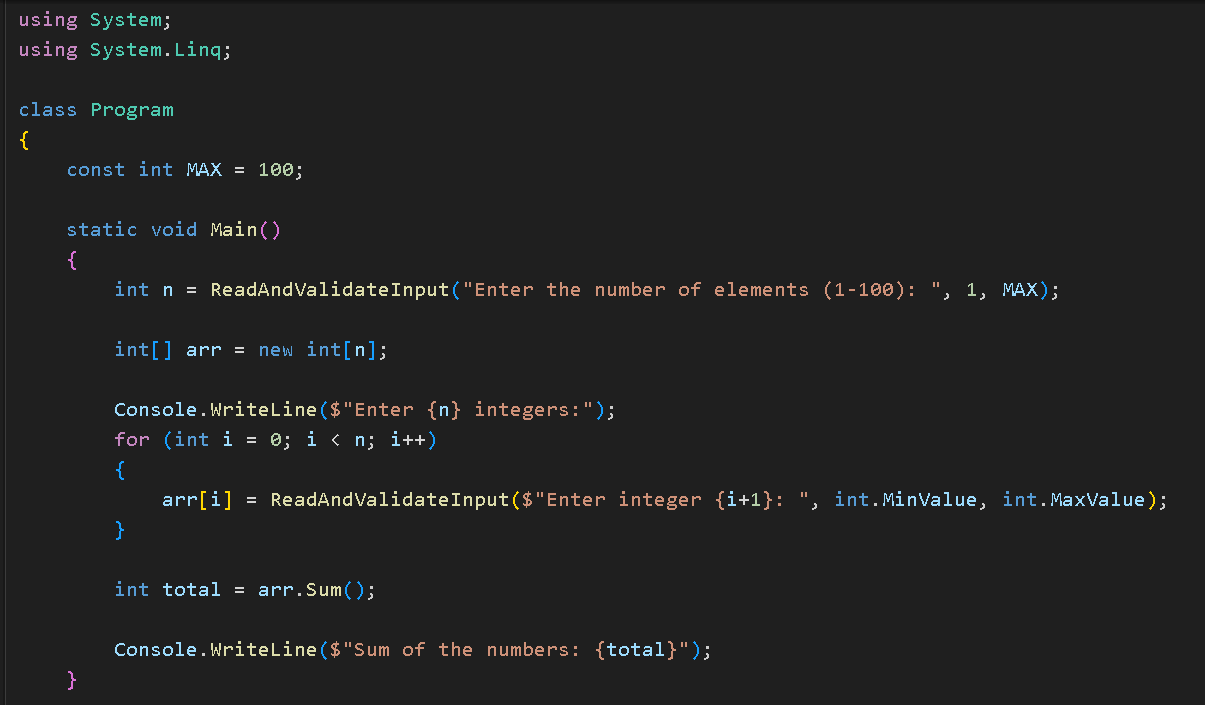 using System;
using System.Linq;
class Program
{
    const int MAX = 100;
    static void Main()
    {
        int n = ReadAndValidateInput("Enter the number of elements (1-100): ", 1, MAX);
        int[] arr = new int[n];
        Console.WriteLine($"Enter {n} integers:");
        for (int i = 0; i < n; i++)
        {
            arr[i] = ReadAndValidateInput($"Enter integer {i+1}: ", int.MinValue, int.MaxValue);
        }
        int total = arr.Sum();
        Console.WriteLine($"Sum of the numbers: {total}");
    }